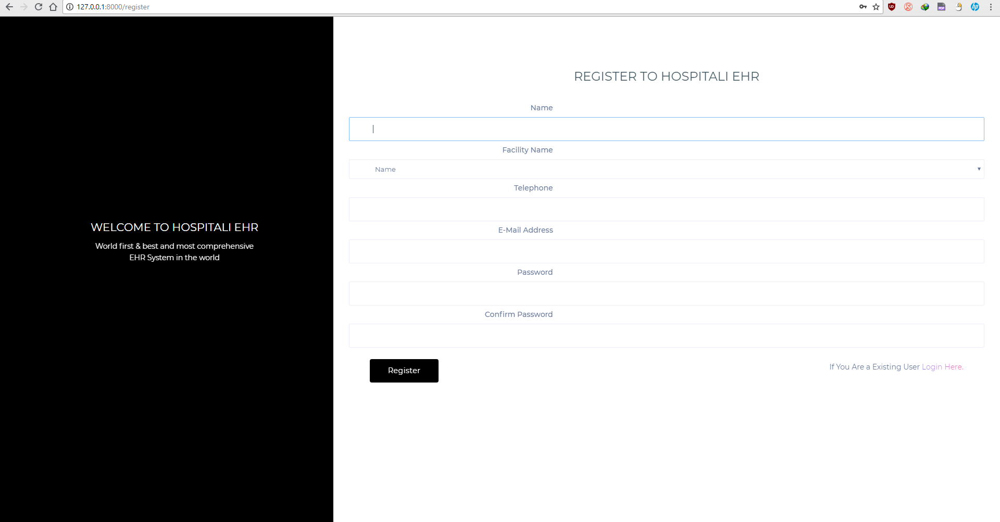 127.0.0.1:8000/register
WELCOME TO HOSPITALI EHR
World first & best and most comprehensive
EHR System in the world
REGISTER TO HOSPITALI EHR
Name
Facility Name
Name
Telephone
E-Mail Address
Password
Confirm Password
Register
If You Are a Existing User Login Here.